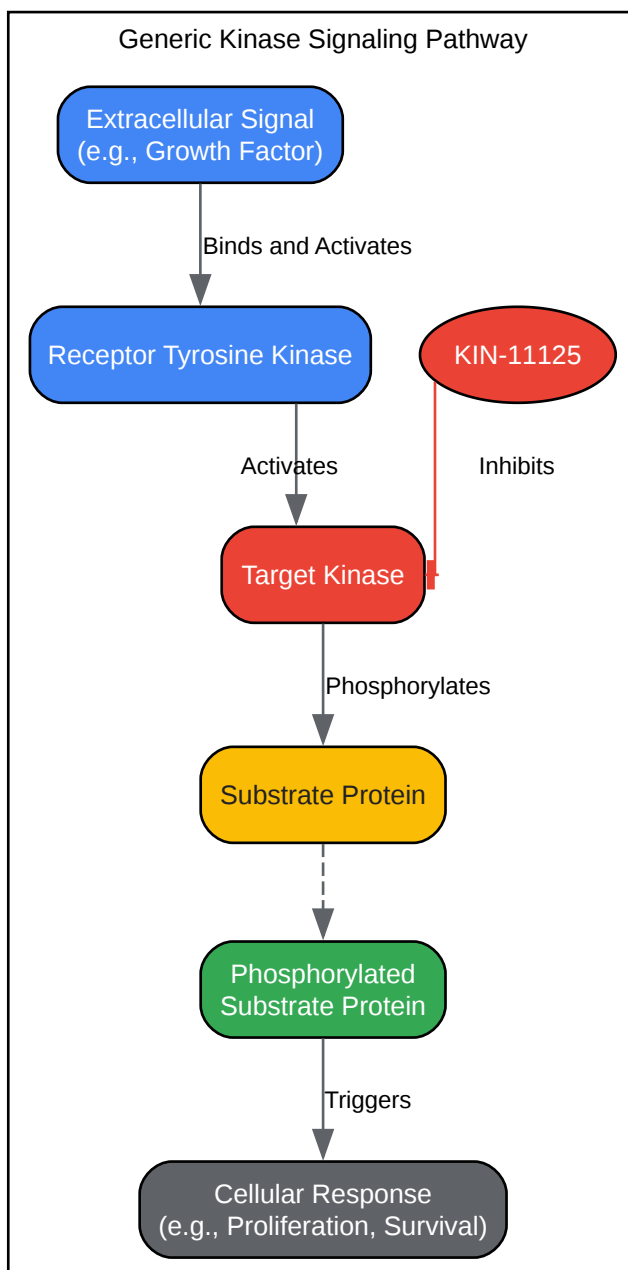 Generic Kinase Signaling Pathway
Extracellular Signal
(e.g., Growth Factor)
Binds and Activates
Receptor Tyrosine Kinase
KIN-11125
Activates
Inhibits
Target Kinase
Phosphorylates
Substrate Protein
Phosphorylated
Substrate Protein
Triggers
Cellular Response
(e.g., Proliferation, Survival)